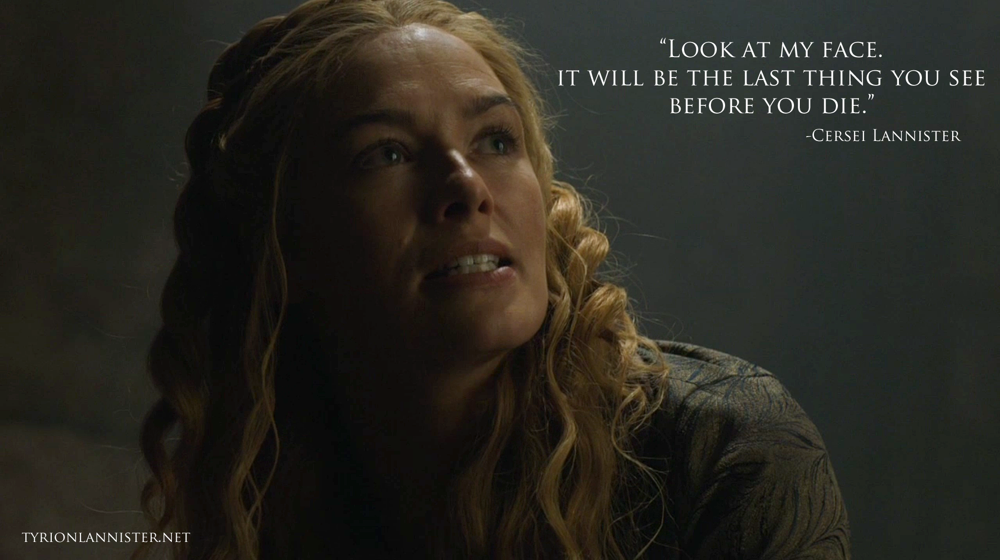 “Look at my face.
it will be the last thing you see
before you die.”
-Cersei Lannister
tyrionlannister.net